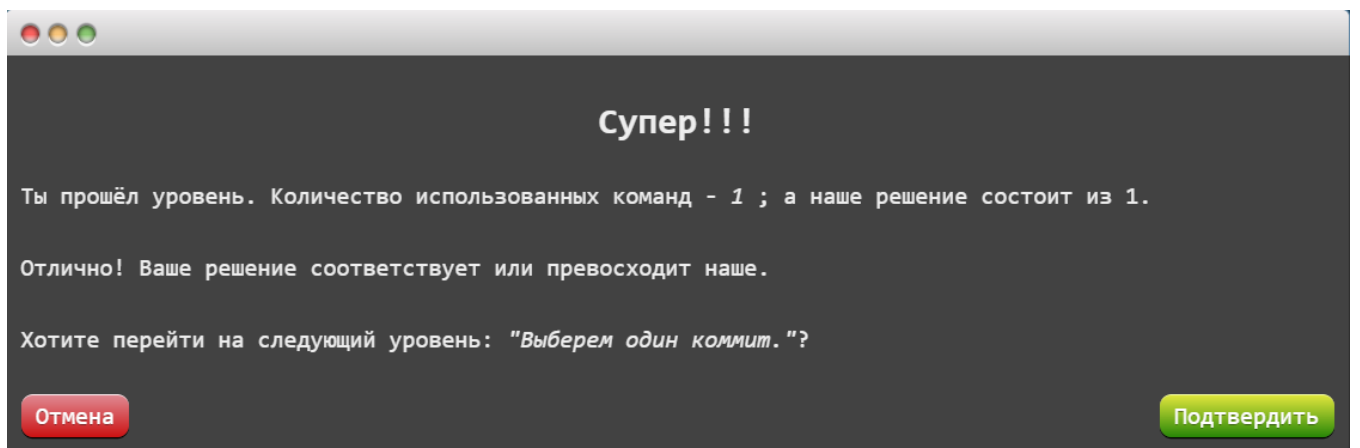 Супер!!!
Ты прошёл уровень. Количество использованных команд - 1 ; а наше решение состоит из 1.
Отлично! Ваше решение соответствует или превосходит наше.
Хотите перейти на следующий уровень: "Выберем один коммит."?
Отмена
Подтвердить